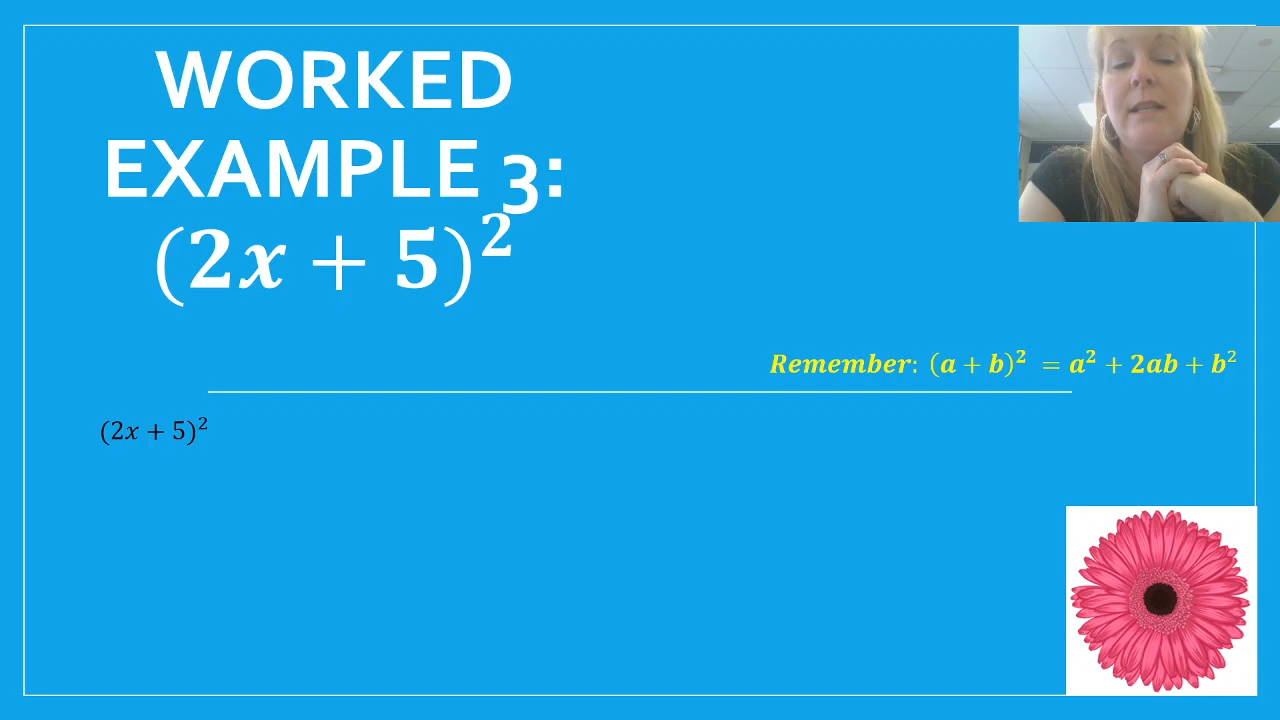 WORKED
EXAMPLE 3:
(2x + 5)²
Remember: (a + b)² = a² + 2ab + b²
(2x + 5)²